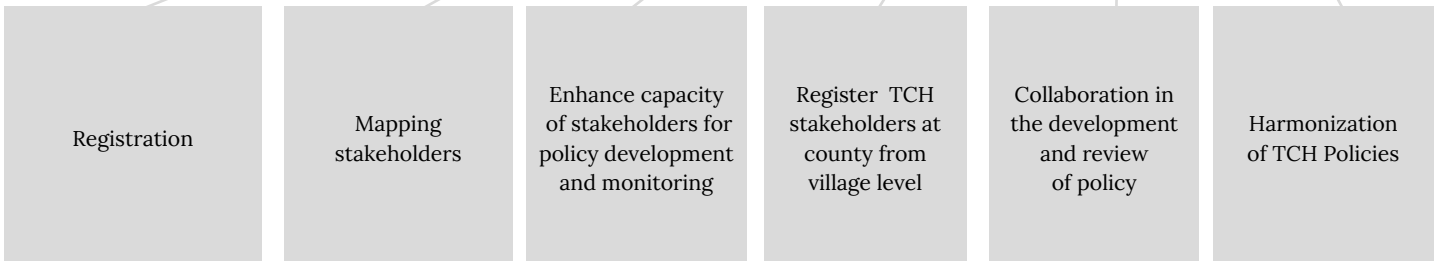 Registration
Mapping
stakeholders
Enhance capacity
of stakeholders for
policy development
and monitoring
Register TCH
stakeholders at
county from
village level
Collaboration in
the development
and review
of policy
Harmonization
of TCH Policies